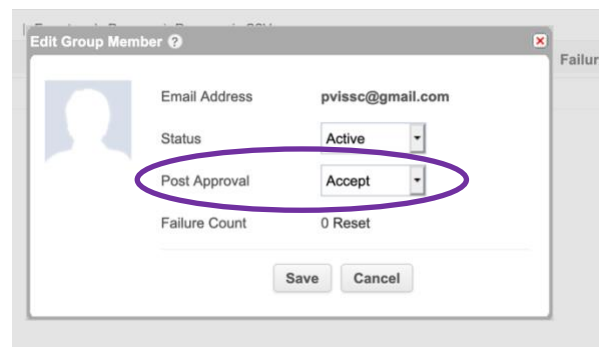 Edit Group Member ?
Failur
Email Address pvissc@gmail.com
Status Active
Post Approval Accept
Failure Count 0 Reset
Save Cancel